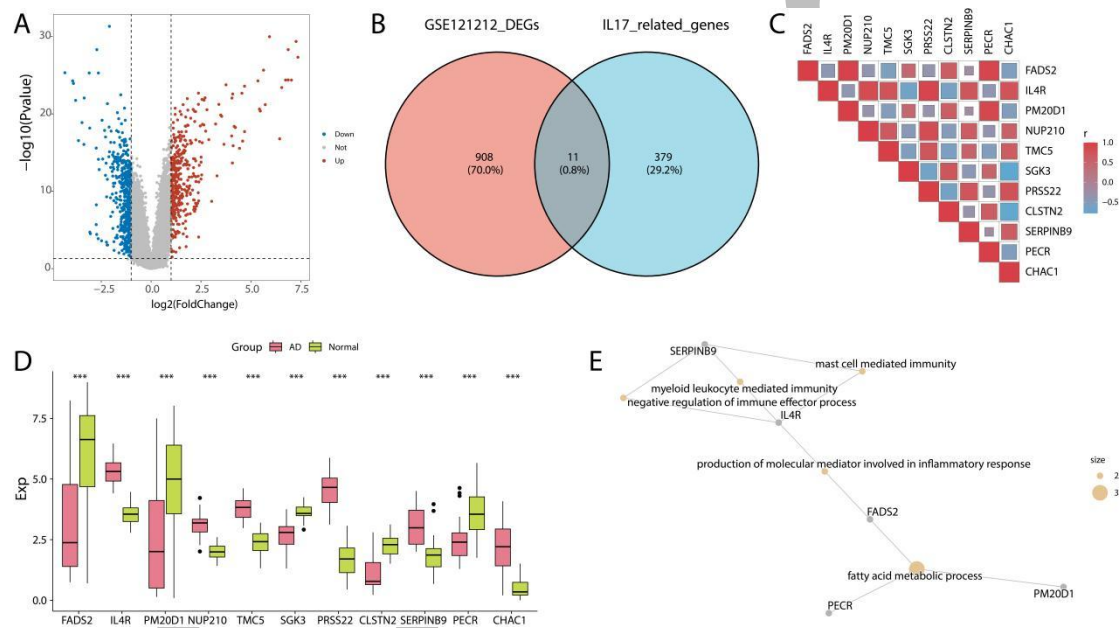 A
30
20
10
0
−log10(Pvalue)
−2.5
0.0
2.5
5.0
7.5
log2(FoldChange)
Down
Not
Up
B
GSE121212_DEGs
IL17_related_genes
908
(70.0%)
11
(0.8%)
379
(29.2%)
C
FADS2
IL4R
PM20D1
NUP210
TMC5
SGK3
PRSS22
CLSTN2
SERPINB9
PECR
CHAC1
FADS2
IL4R
PM20D1
NUP210
TMC5
SGK3
PRSS22
CLSTN2
SERPINB9
PECR
CHAC1
r
1.0
0.5
0.0
−0.5
D
Group AD Normal
*** *** *** *** *** *** *** *** *** *** ***
7.5
5.0
2.5
0.0
Exp
FADS2 IL4R PM20D1 NUP210 TMC5 SGK3 PRSS22 CLSTN2 SERPINB9 PECR CHAC1
E
SERPINB9
mast cell mediated immunity
myeloid leukocyte mediated immunity
negative regulation of immune effector process
IL4R
production of molecular mediator involved in inflammatory response
FADS2
fatty acid metabolic process
PECR
PM20D1
size
2
3